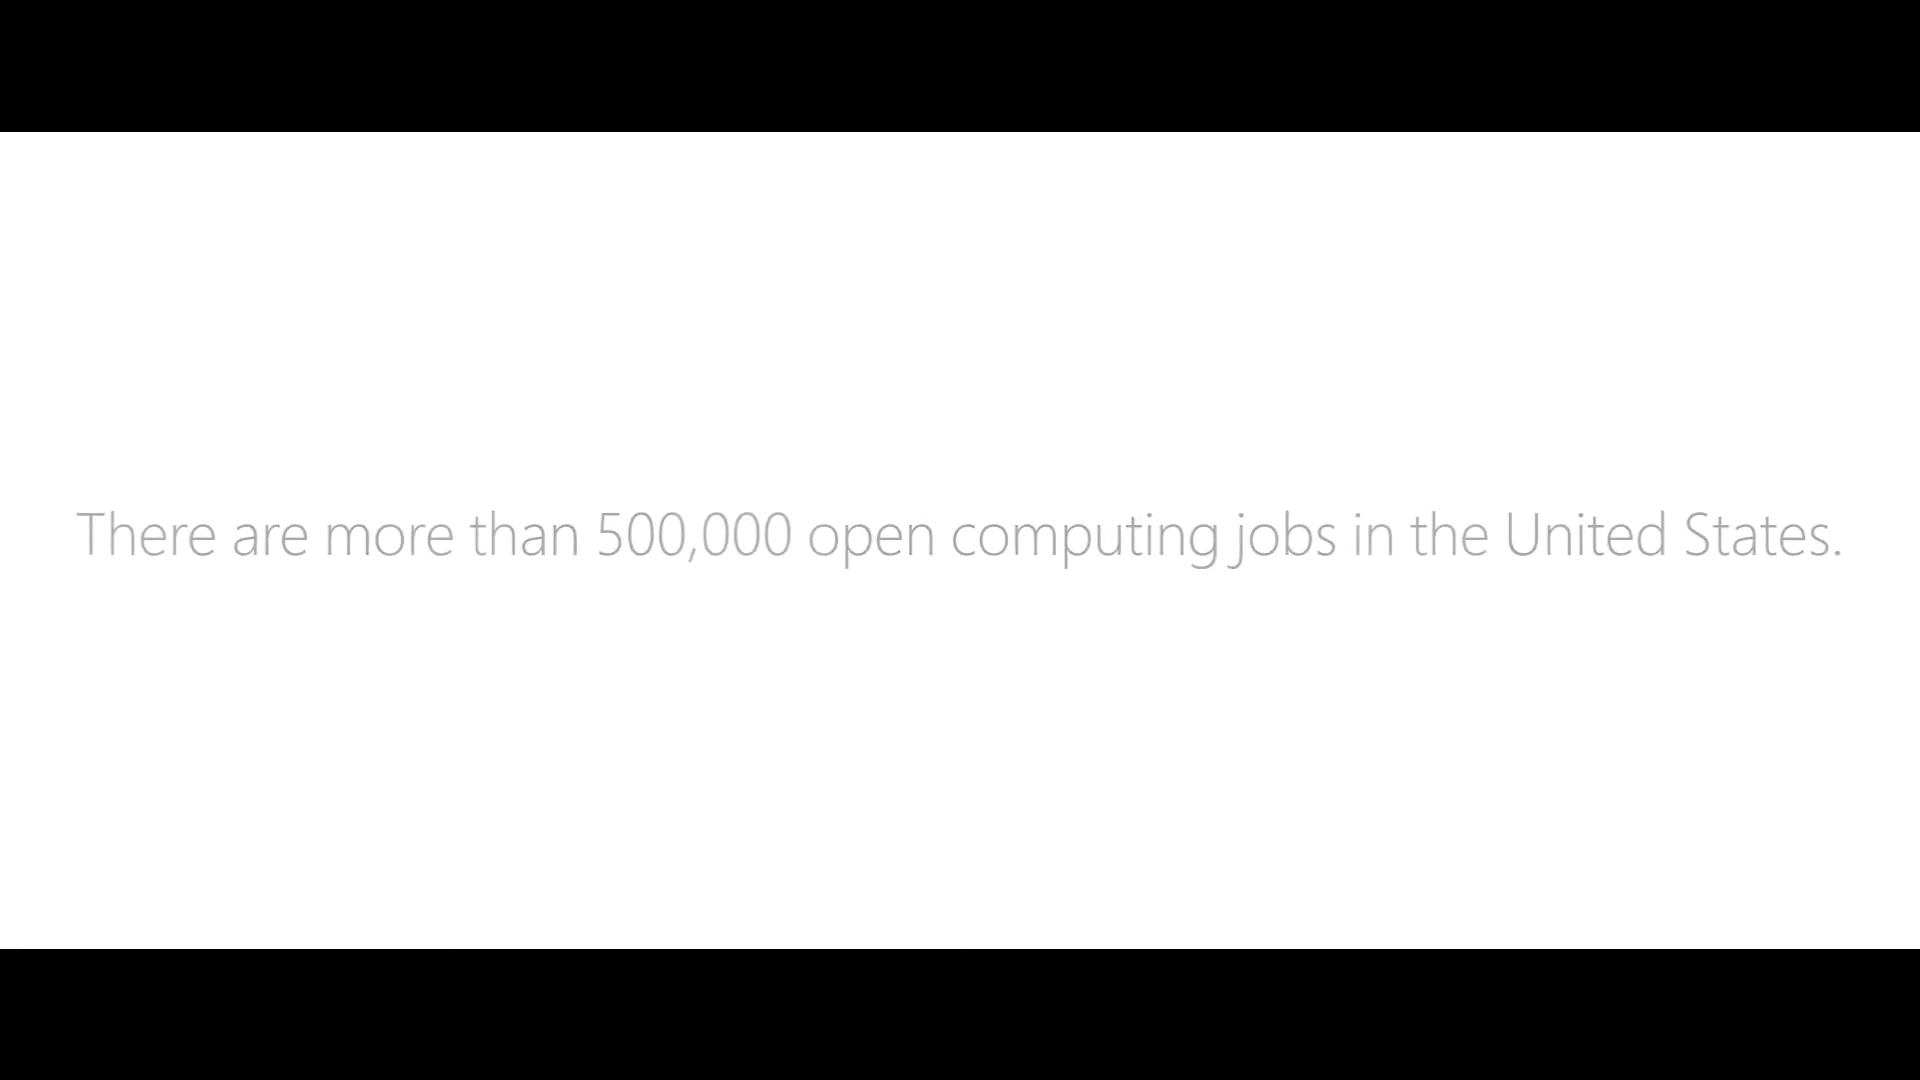 There are more than 500,000 open computing jobs in the United States.